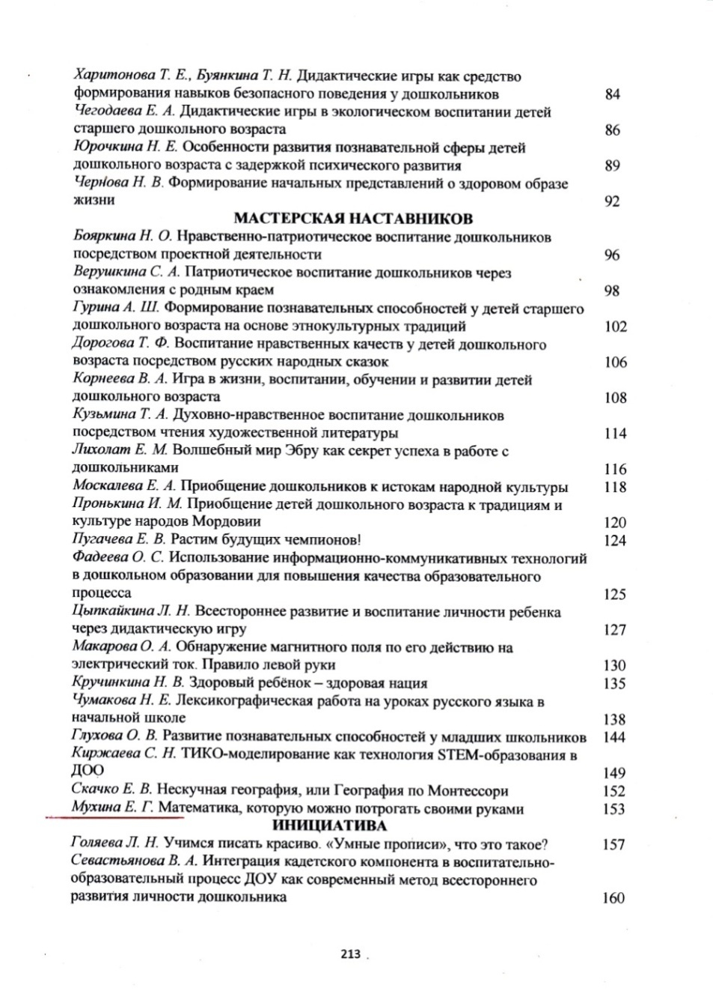 Харитонова Т. Е., Буянкина Т. Н. Дидактические игры как средство
формирования навыков безопасного поведения у дошкольников 84
Чегодаева Е. А. Дидактические игры в экологическом воспитании детей
старшего дошкольного возраста 86
Юрочкина Н. Е. Особенности развития познавательной сферы детей
дошкольного возраста с задержкой психического развития 89
Чернова Н. В. Формирование начальных представлений о здоровом образе
жизни 92
МАСТЕРСКАЯ НАСТАВНИКОВ
Бояркина Н. О. Нравственно-патриотическое воспитание дошкольников
посредством проектной деятельности 96
Верушкина С. А. Патриотическое воспитание дошкольников через
ознакомления с родным краем 98
Гурина А. Ш. Формирование познавательных способностей у детей старшего
дошкольного возраста на основе этнокультурных традиций 102
Дорогова Т. Ф. Воспитание нравственных качеств у детей дошкольного
возраста посредством русских народных сказок 106
Корнеева В. А. Игра в жизни, воспитании, обучении и развитии детей
дошкольного возраста 108
Кузьмина Т. А. Духовно-нравственное воспитание дошкольников
посредством чтения художественной литературы 114
Лихолат Е. М. Волшебный мир Эбру как секрет успеха в работе с
дошкольниками 116
Москалева Е. А. Приобщение дошкольников к истокам народной культуры 118
Пронькина И. М. Приобщение детей дошкольного возраста к традициям и
культуре народов Мордовии 120
Пугачева Е. В. Растим будущих чемпионов! 124
Фадеева О. С. Использование информационно-коммуникативных технологий
в дошкольном образовании для повышения качества образовательного
процесса 125
Цыпкайкина Л. Н. Всестороннее развитие и воспитание личности ребенка
через дидактическую игру 127
Макарова О. А. Обнаружение магнитного поля по его действию на
электрический ток. Правило левой руки 130
Кручинкина Н. В. Здоровый ребёнок – здоровая нация 135
Чумакова Н. Е. Лексикографическая работа на уроках русского языка в
начальной школе 138
Глухова О. В. Развитие познавательных способностей у младших школьников 144
Киржаева С. Н. ТИКО-моделирование как технология STEM-образования в
ДОО 149
Скачко Е. В. Нескучная география, или География по Монтессори 152
Мухина Е. Г. Математика, которую можно потрогать своими руками 153
ИНИЦИАТИВА
Голяева Л. Н. Учимся писать красиво. «Умные прописи», что это такое? 157
Севастьянова В. А. Интеграция кадетского компонента в воспитательно-
образовательный процесс ДОУ как современный метод всестороннего
развития личности дошкольника 160
213